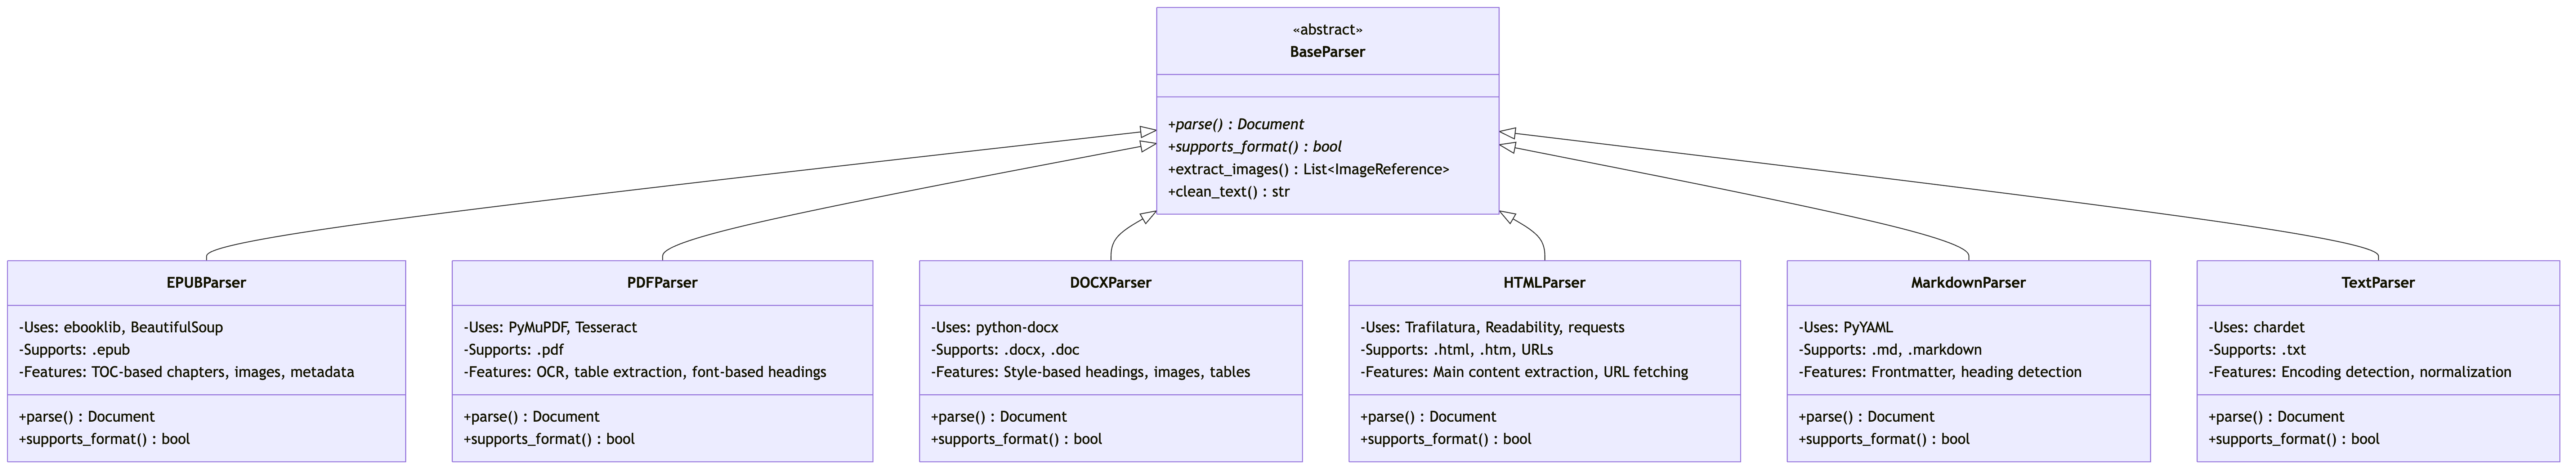 «abstract»
BaseParser
+parse() : Document
+supports_format() : bool
+extract_images() : List<ImageReference>
+clean_text() : str
EPUBParser
-Uses: ebooklib, BeautifulSoup
-Supports: .epub
-Features: TOC-based chapters, images, metadata
+parse() : Document
+supports_format() : bool
PDFParser
-Uses: PyMuPDF, Tesseract
-Supports: .pdf
-Features: OCR, table extraction, font-based headings
+parse() : Document
+supports_format() : bool
DOCXParser
-Uses: python-docx
-Supports: .docx, .doc
-Features: Style-based headings, images, tables
+parse() : Document
+supports_format() : bool
HTMLParser
-Uses: Trafilatura, Readability, requests
-Supports: .html, .htm, URLs
-Features: Main content extraction, URL fetching
+parse() : Document
+supports_format() : bool
MarkdownParser
-Uses: PyYAML
-Supports: .md, .markdown
-Features: Frontmatter, heading detection
+parse() : Document
+supports_format() : bool
TextParser
-Uses: chardet
-Supports: .txt
-Features: Encoding detection, normalization
+parse() : Document
+supports_format() : bool